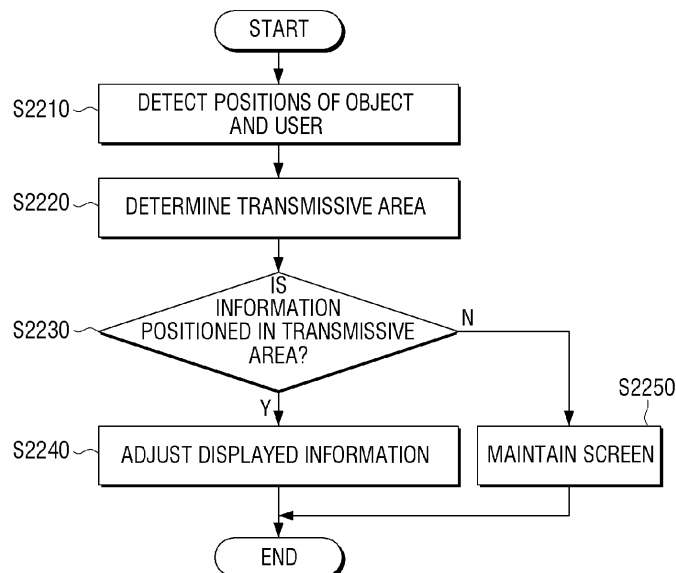 START
S2210
DETECT POSITIONS OF OBJECT
AND USER
S2220
DETERMINE TRANSMISSIVE AREA
S2230
IS
INFORMATION
POSITIONED IN TRANSMISSIVE
AREA?
N
Y
S2240
ADJUST DISPLAYED INFORMATION
S2250
MAINTAIN SCREEN
END